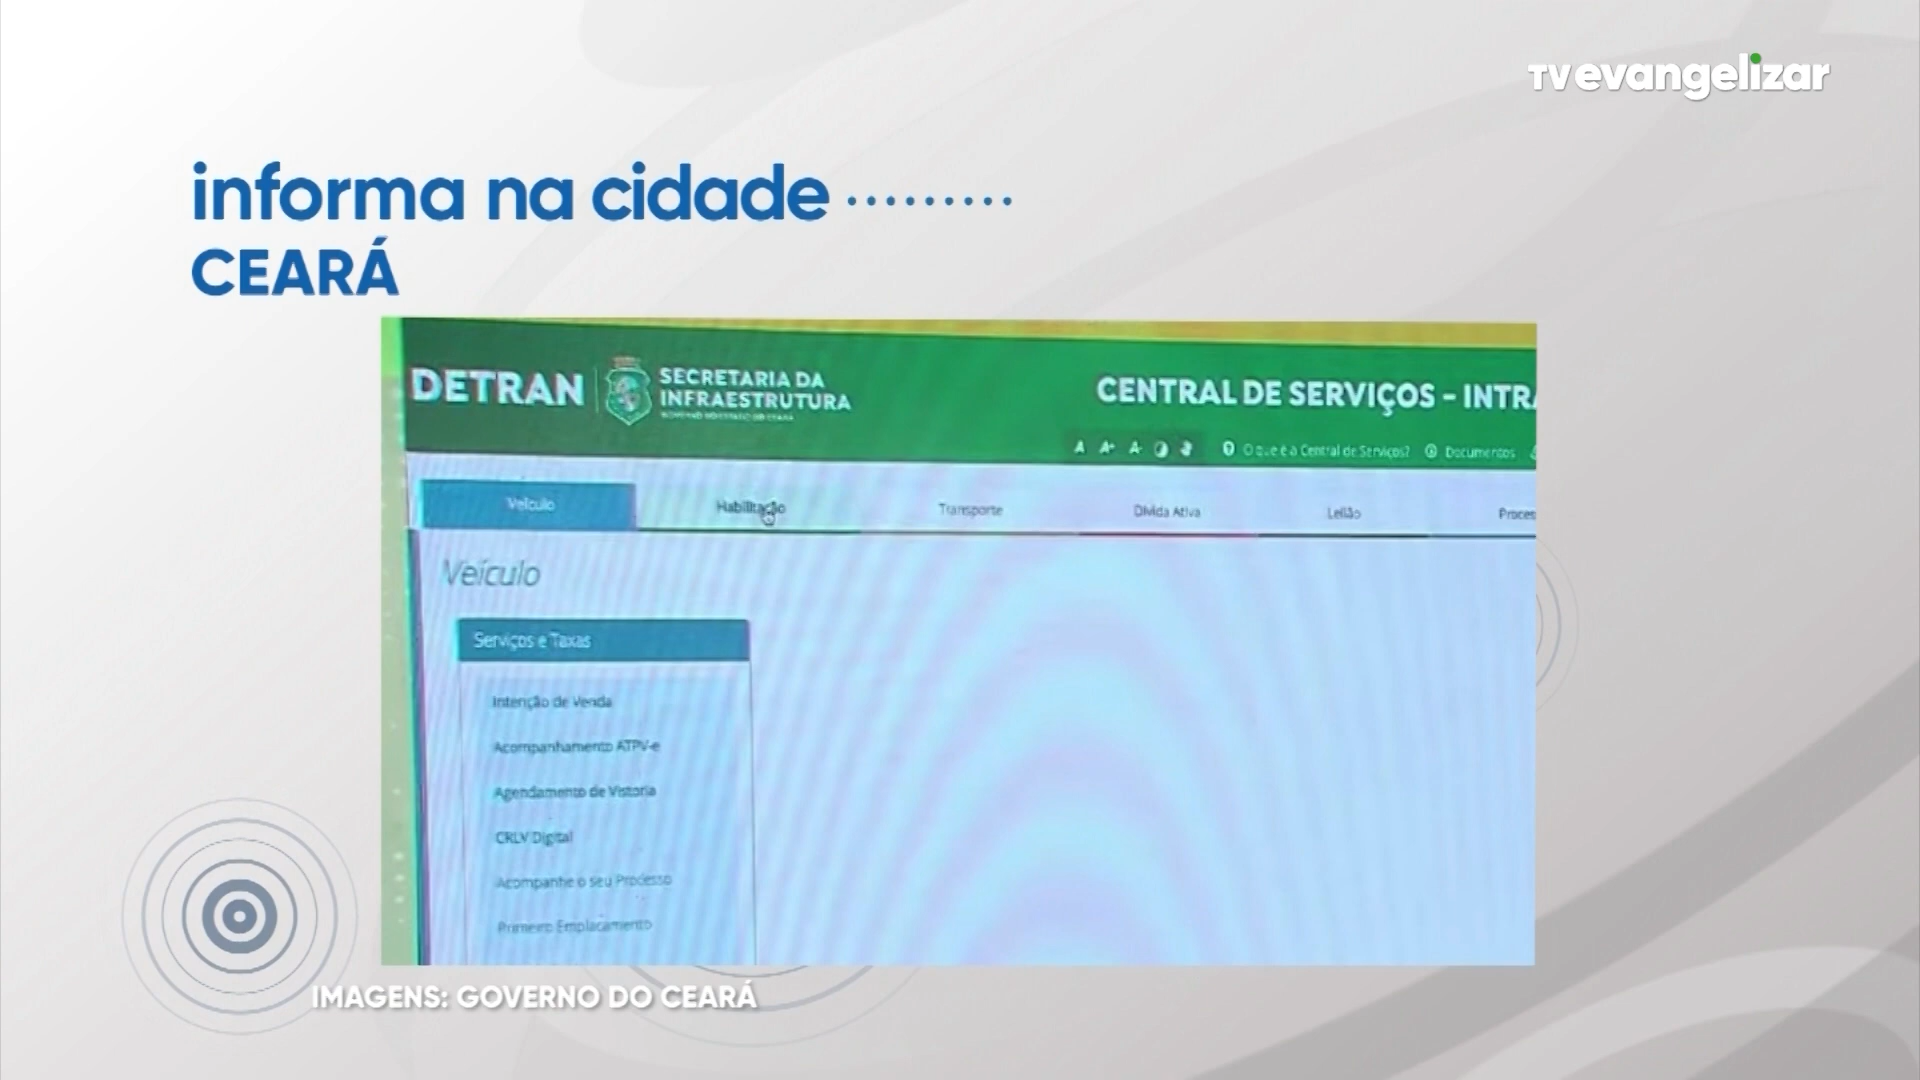 TVevangelizar
informa na cidade
CEARÁ
DETRAN
SECRETARIA DA
INFRAESTRUTURA
CENTRAL DE SERVIÇOS - INTRA
A A+ A-
O que é a Central de Serviços? Documentos
Veículo Habilitação Transporte Dívida Ativa Leilão Proces
Veículo
Serviços e Taxas
Intenção de Venda
Acompanhamento ATPV-e
Agendamento de Vistoria
CRLV Digital
Acompanhe o seu Processo
Primeiro Emplacamento
IMAGENS: GOVERNO DO CEARÁ